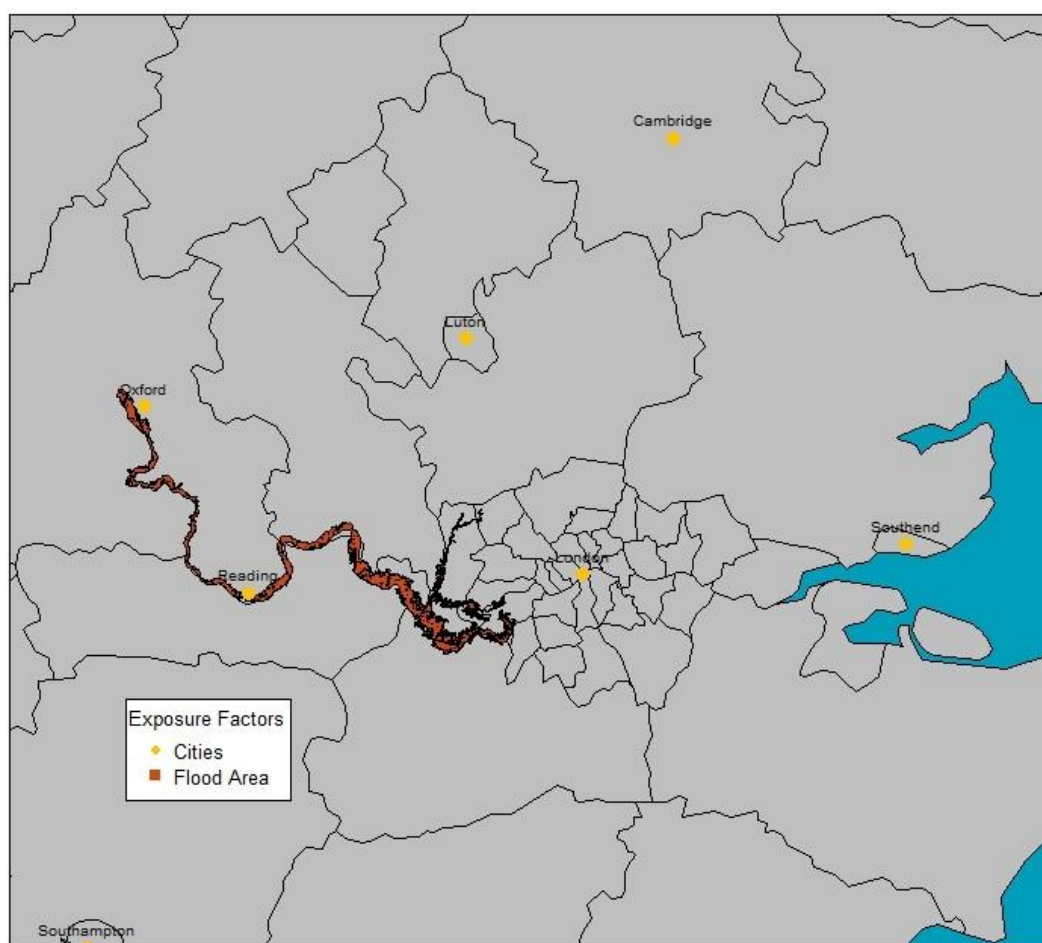 Cambridge
Luton
Oxford
Southend
London
Reading
Exposure Factors
Cities
Flood Area
Southampton